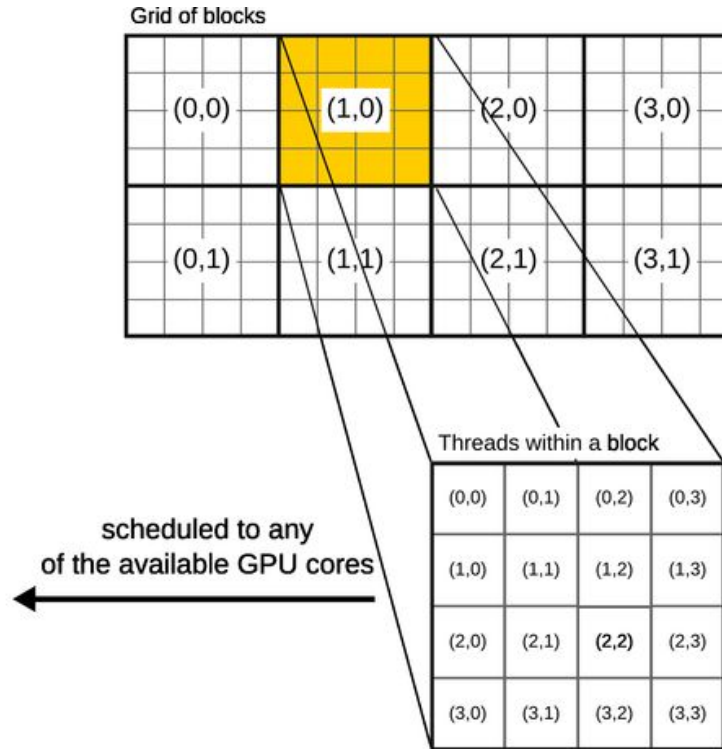 Grid of blocks
(0,0) (1,0) (2,0) (3,0)
(0,1) (1,1) (2,1) (3,1)
Threads within a block
(0,0) (0,1) (0,2) (0,3)
(1,0) (1,1) (1,2) (1,3)
(2,0) (2,1) (2,2) (2,3)
(3,0) (3,1) (3,2) (3,3)
scheduled to any
of the available GPU cores